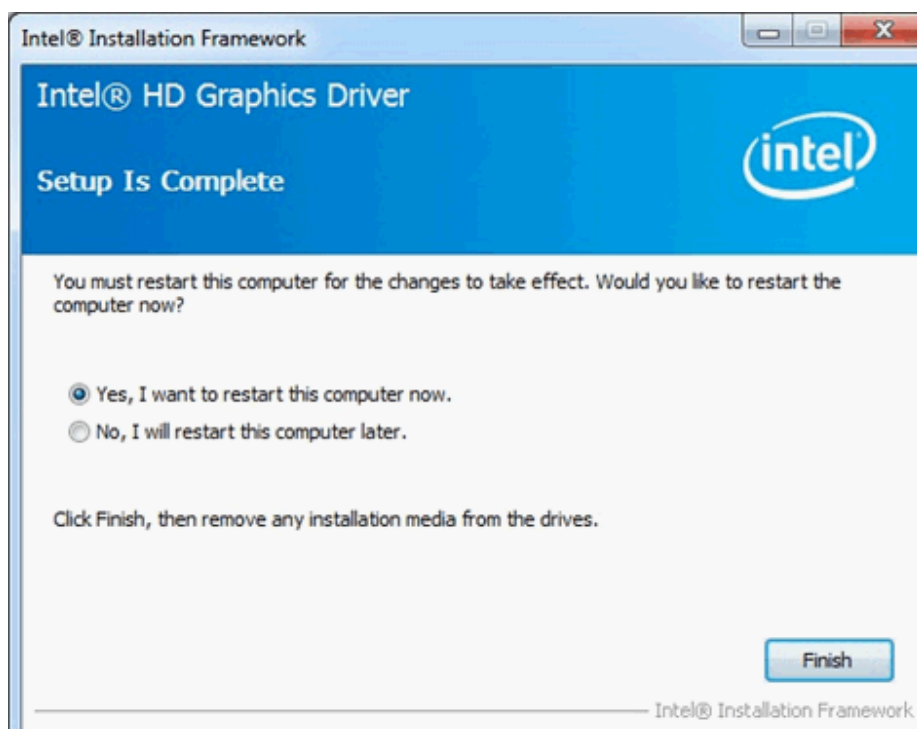 Intel® Installation Framework
Intel® HD Graphics Driver
intel
Setup Is Complete
You must restart this computer for the changes to take effect. Would you like to restart the
computer now?
Yes, I want to restart this computer now.
No, I will restart this computer later.
Click Finish, then remove any installation media from the drives.
Finish
Intel® Installation Framework